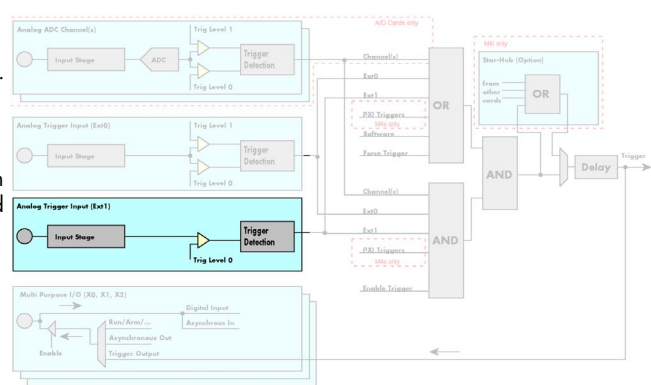 A/D Cards only
Analog ADC Channel(s)
Trig Level 1
Input Stage
ADC
Trigger
Detection
Trig Level 0
Analog Trigger Input (Ext0)
Trig Level 1
Input Stage
Trigger
Detection
Trig Level 0
Analog Trigger Input (Ext1)
Input Stage
Trigger
Detection
Trig Level 0
Multi Purpose I/O (X0, X1, X2)
Digital Input
Asynchrous In
Run/Arm/...
Asynchronaus Out
Trigger Output
Enable
Channel(s)
Ext0
Ext1
PXI Triggers
M4x only
Software
Force Trigger
OR
Channel(s)
Ext0
Ext1
PXI Triggers
M4x only
Enable Trigger
AND
AND
M4i only
Star-Hub (Option)
from
other
cards
OR
Delay
Trigger